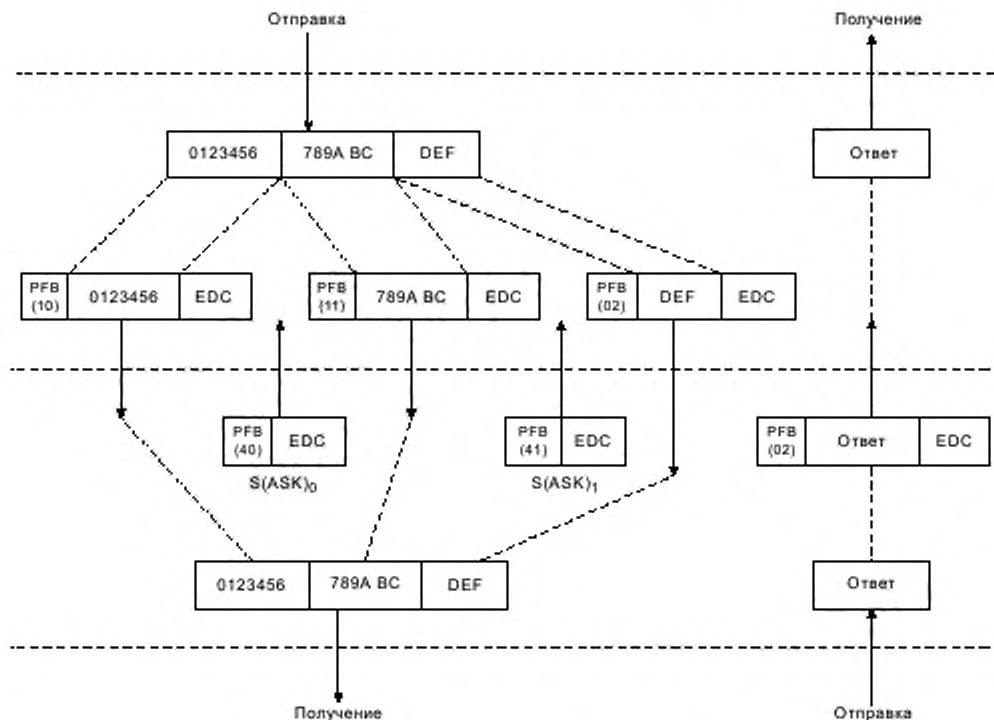 Отправка
Получение
0123456
789A BC
DEF
Ответ
PFB
(10)
0123456
EDC
PFB
(11)
789A BC
EDC
PFB
(02)
DEF
EDC
PFB
(40)
EDC
S(ASK)0
PFB
(41)
EDC
S(ASK)1
PFB
(02)
Ответ
EDC
0123456
789A BC
DEF
Ответ
Получение
Отправка